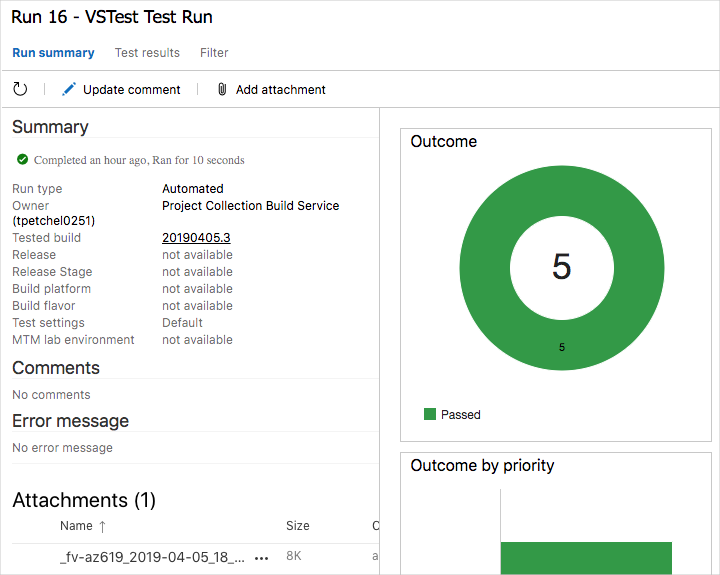 Run 16 - VSTest Test Run
Run summary Test results Filter
Update comment Add attachment
Summary
Completed an hour ago, Ran for 10 seconds
Run type Automated
Owner Project Collection Build Service
(tpetchel0251)
Tested build 20190405.3
Release not available
Release Stage not available
Build platform not available
Build flavor not available
Test settings Default
MTM lab environment not available
Comments
No comments
Error message
No error message
Attachments (1)
Name ↑ Size
_fv-az619_2019-04-05_18_... ••• 8K
Outcome
5
5
Passed
Outcome by priority